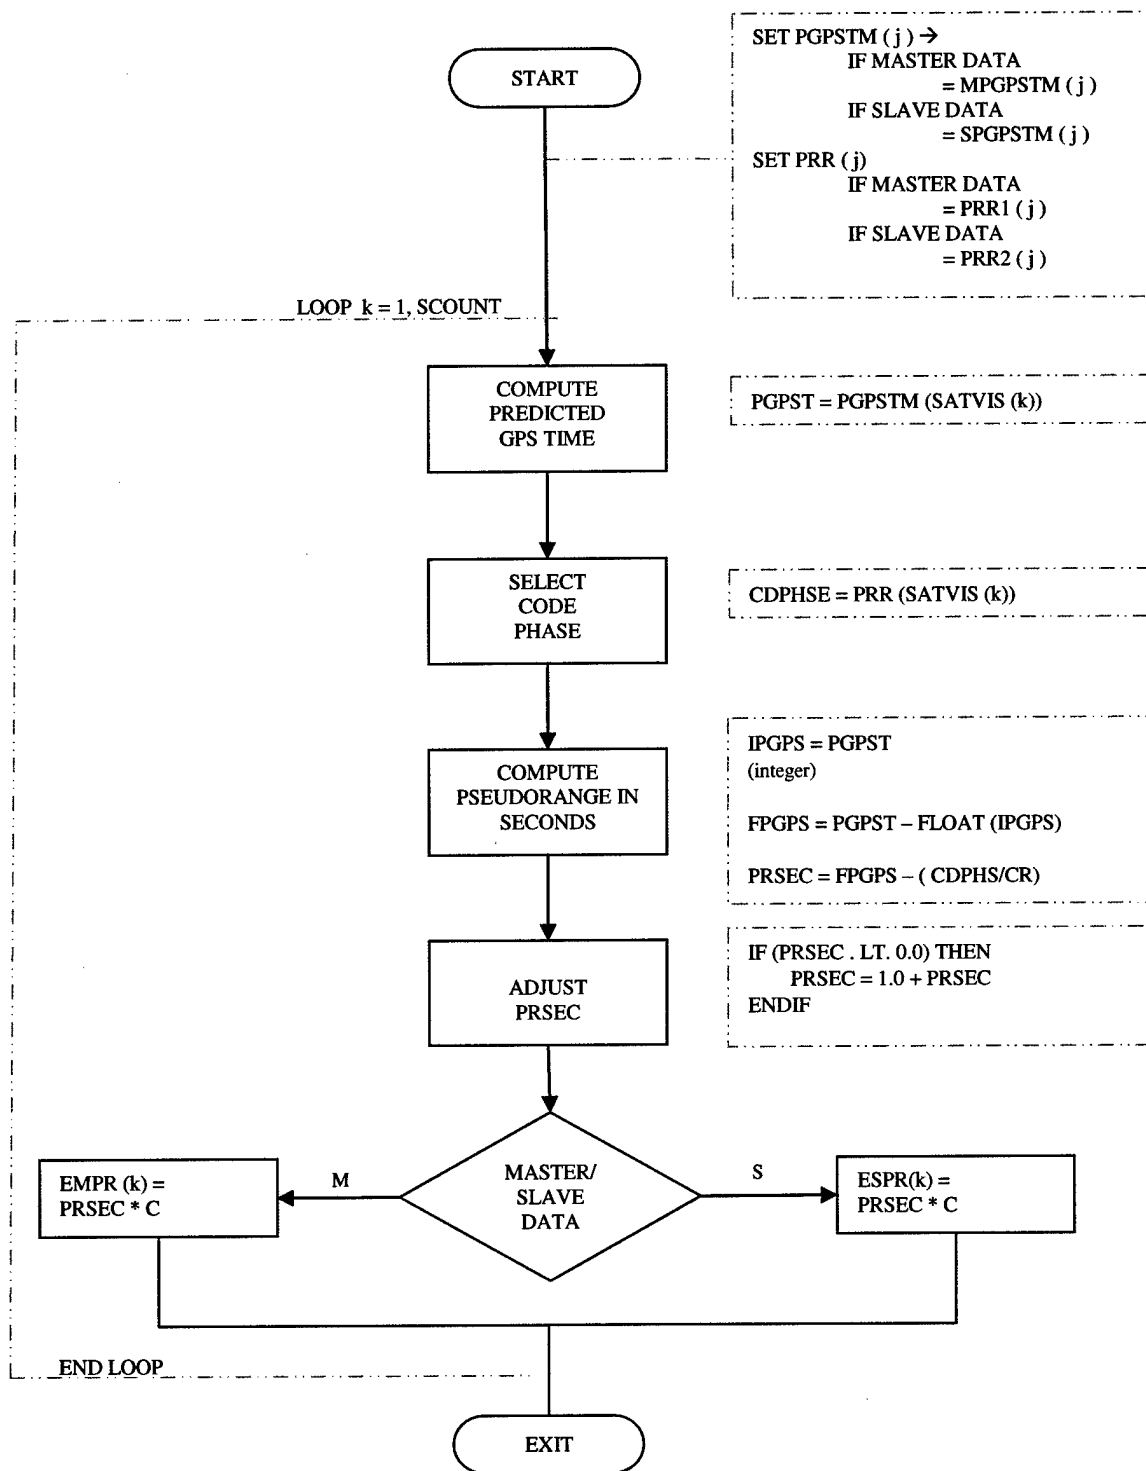 START
SET PGPSTM ( j ) →
IF MASTER DATA
= MPGPSTM ( j )
IF SLAVE DATA
= SPGPSTM ( j )
SET PRR ( j)
IF MASTER DATA
= PRR1 ( j )
IF SLAVE DATA
= PRR2 ( j )
LOOP k = 1, SCOUNT
COMPUTE
PREDICTED
GPS TIME
PGPST = PGPSTM (SATVIS (k))
SELECT
CODE
PHASE
CDPHSE = PRR (SATVIS (k))
COMPUTE
PSEUDORANGE IN
SECONDS
IPGPS = PGPST
(integer)
FPGPS = PGPST – FLOAT (IPGPS)
PRSEC = FPGPS – ( CDPHS/CR)
ADJUST
PRSEC
IF (PRSEC . LT. 0.0) THEN
PRSEC = 1.0 + PRSEC
ENDIF
MASTER/
SLAVE
DATA
M
S
EMPR (k) =
PRSEC * C
ESPR(k) =
PRSEC * C
END LOOP
EXIT